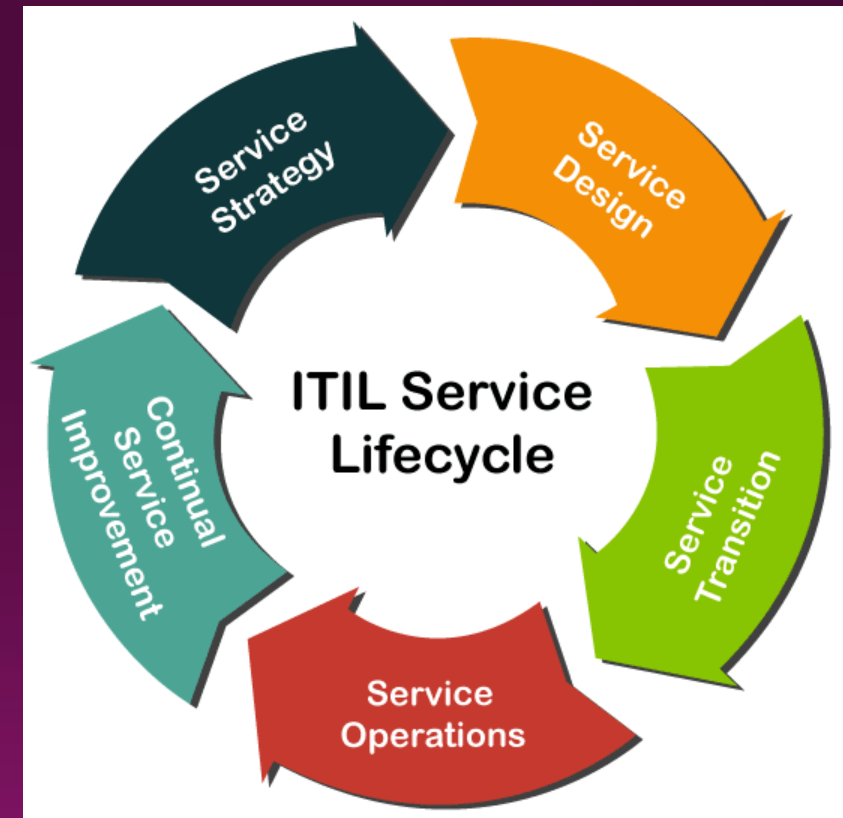 Service
Strategy
Service
Design
ITIL Service
Lifecycle
Continual
Service
Improvement
Service
Transition
Service
Operations